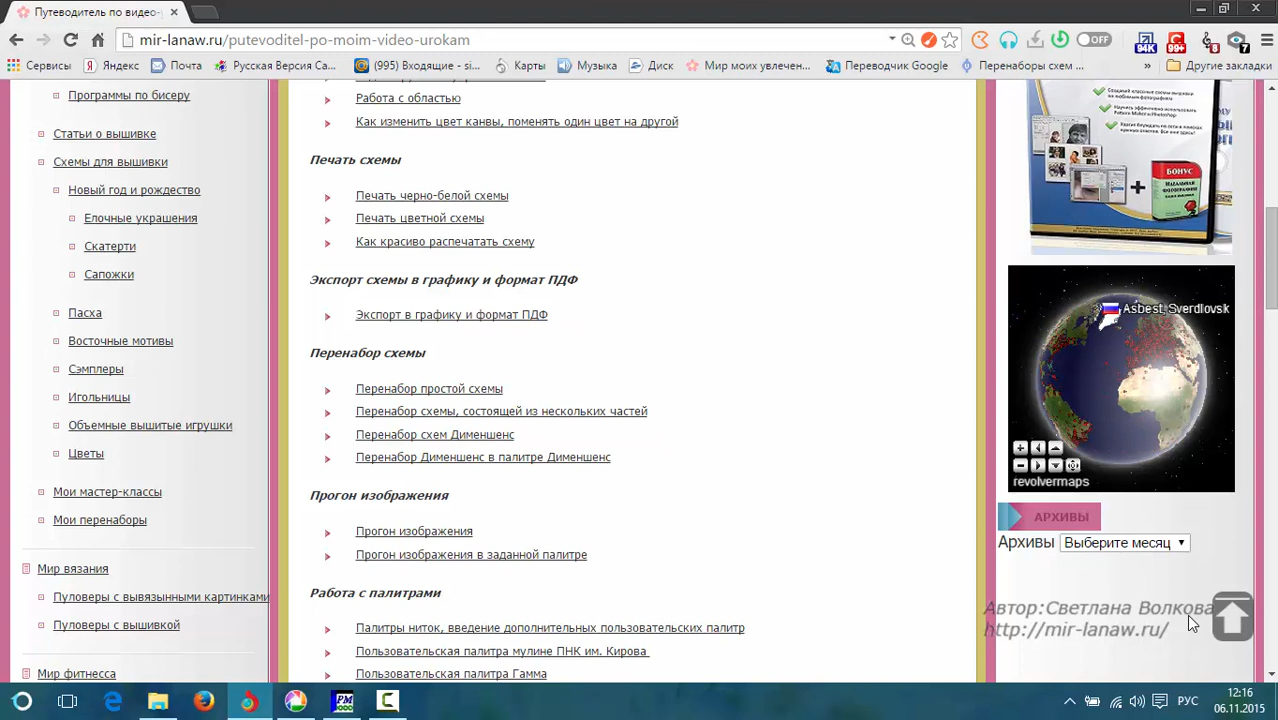 Путеводитель по видео-
mir-lanaw.ru/putevoditel-po-moim-video-urokam
OFF
94K
99+
8
7
Сервисы
Яндекс
Почта
Русская Версия Са...
(995) Входящие - si...
Карты
Музыка
Диск
Мир моих увлечен...
Переводчик Google
Перенаборы схем ...
»
Другие закладки
Программы по бисеру
Статьи о вышивке
Схемы для вышивки
Новый год и рождество
Елочные украшения
Скатерти
Сапожки
Пасха
Восточные мотивы
Сэмплеры
Игольницы
Объемные вышитые игрушки
Цветы
Мои мастер-классы
Мои перенаборы
Мир вязания
Пуловеры с вывязынными картинками
Пуловеры с вышивкой
Мир фитнеса
Работа с областью
Как изменить цвет канвы, поменять один цвет на другой
Печать схемы
Печать черно-белой схемы
Печать цветной схемы
Как красиво распечатать схему
Экспорт схемы в графику и формат ПДФ
Экспорт в графику и формат ПДФ
Перенабор схемы
Перенабор простой схемы
Перенабор схемы, состоящей из нескольких частей
Перенабор схем Дименшенс
Перенабор Дименшенс в палитре Дименшенс
Прогон изображения
Прогон изображения
Прогон изображения в заданной палитре
Работа с палитрами
Палитры ниток, введение дополнительных пользовательских палитр
Пользовательская палитра мулине ПНК им. Кирова
Пользовательская палитра Гамма
БОНУС
ИДЕАЛЬНАЯ
ФОТОГРАФИЯ
Asbest, Sverdlovsk
revolvermaps
АРХИВЫ
Архивы
Выберите месяц
Автор:Светлана Волкова
http://mir-lanaw.ru/
PM
РУС
12:16
06.11.2015